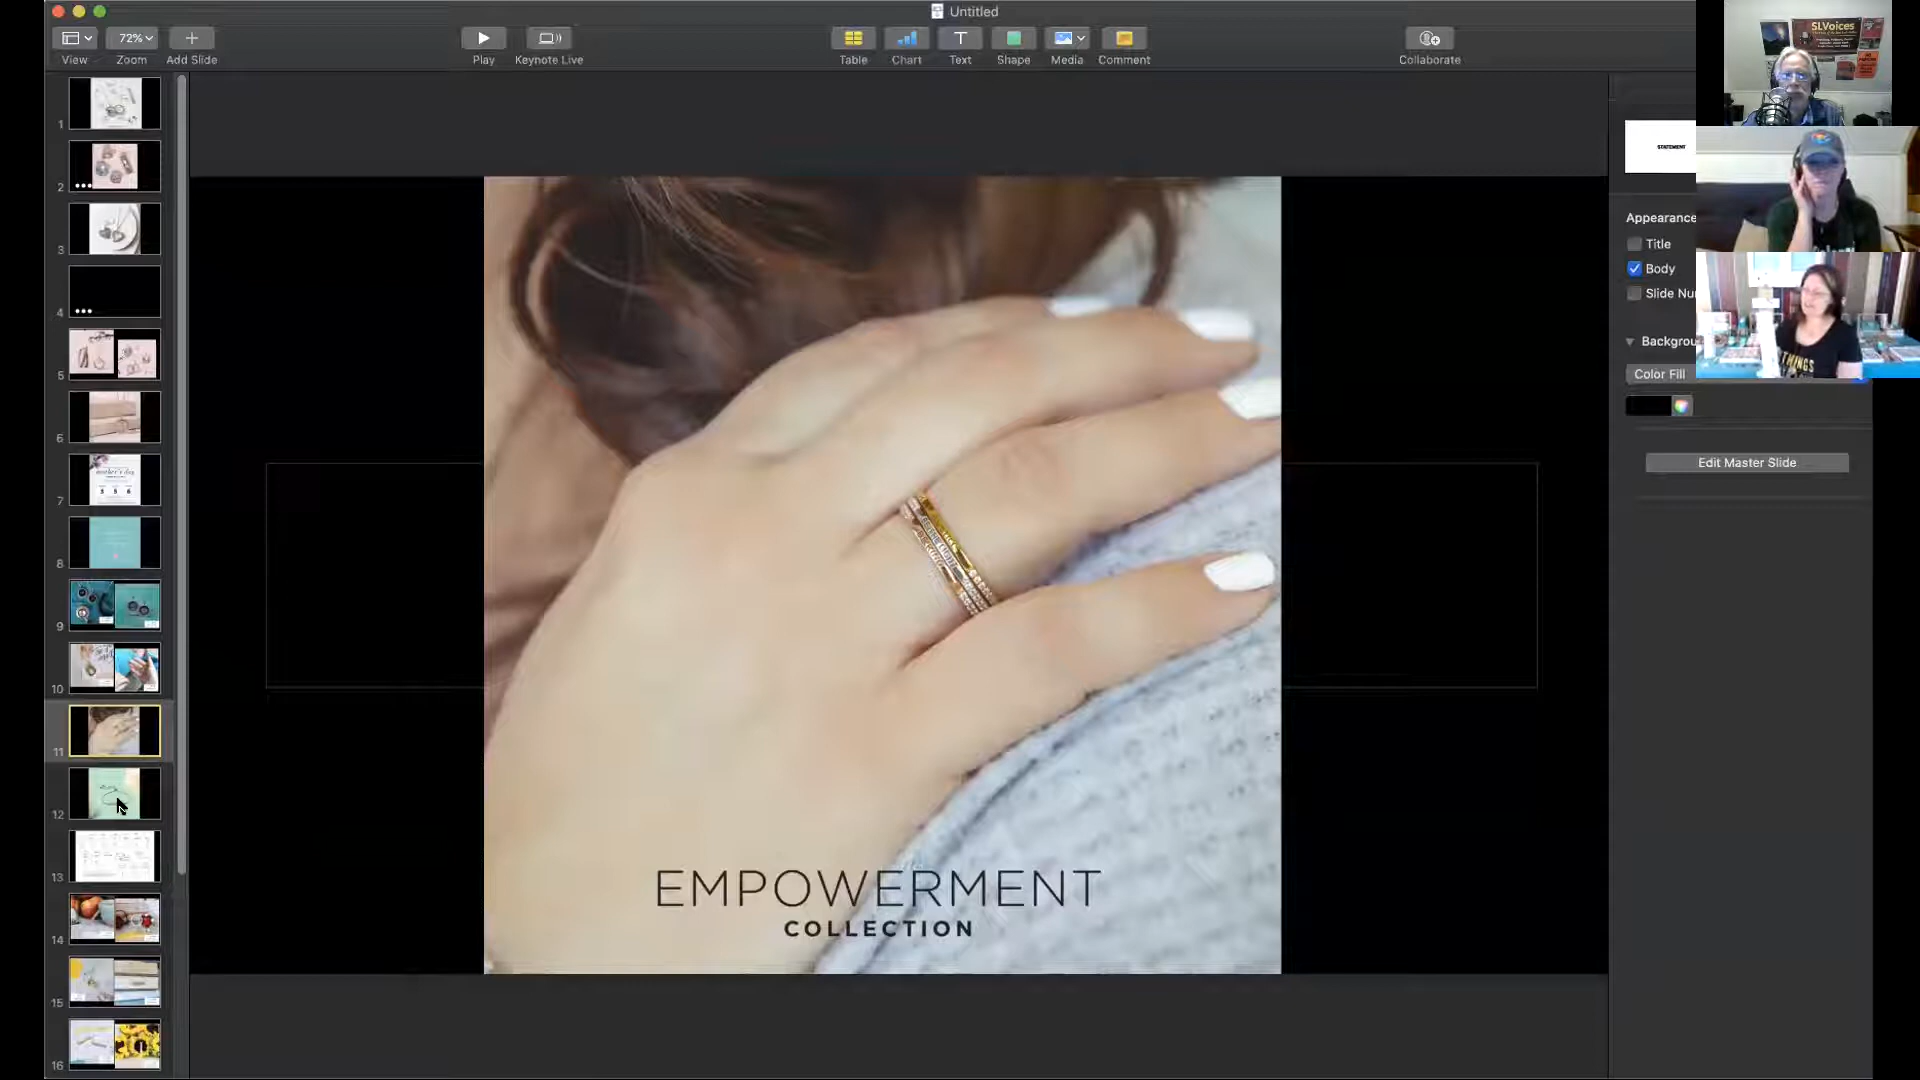 Untitled
72%
View
Zoom
Add Slide
Play
Keynote Live
Table
Chart
Text
Shape
Media
Comment
Collaborate
1
2
3
4
5
6
7
8
9
10
11
12
13
14
15
16
EMPOWERMENT
COLLECTION
STATEMENT
Appearance
Title
Body
Slide Nu
Backgrou
Color Fill
Edit Master Slide
SLVoices
THINGS